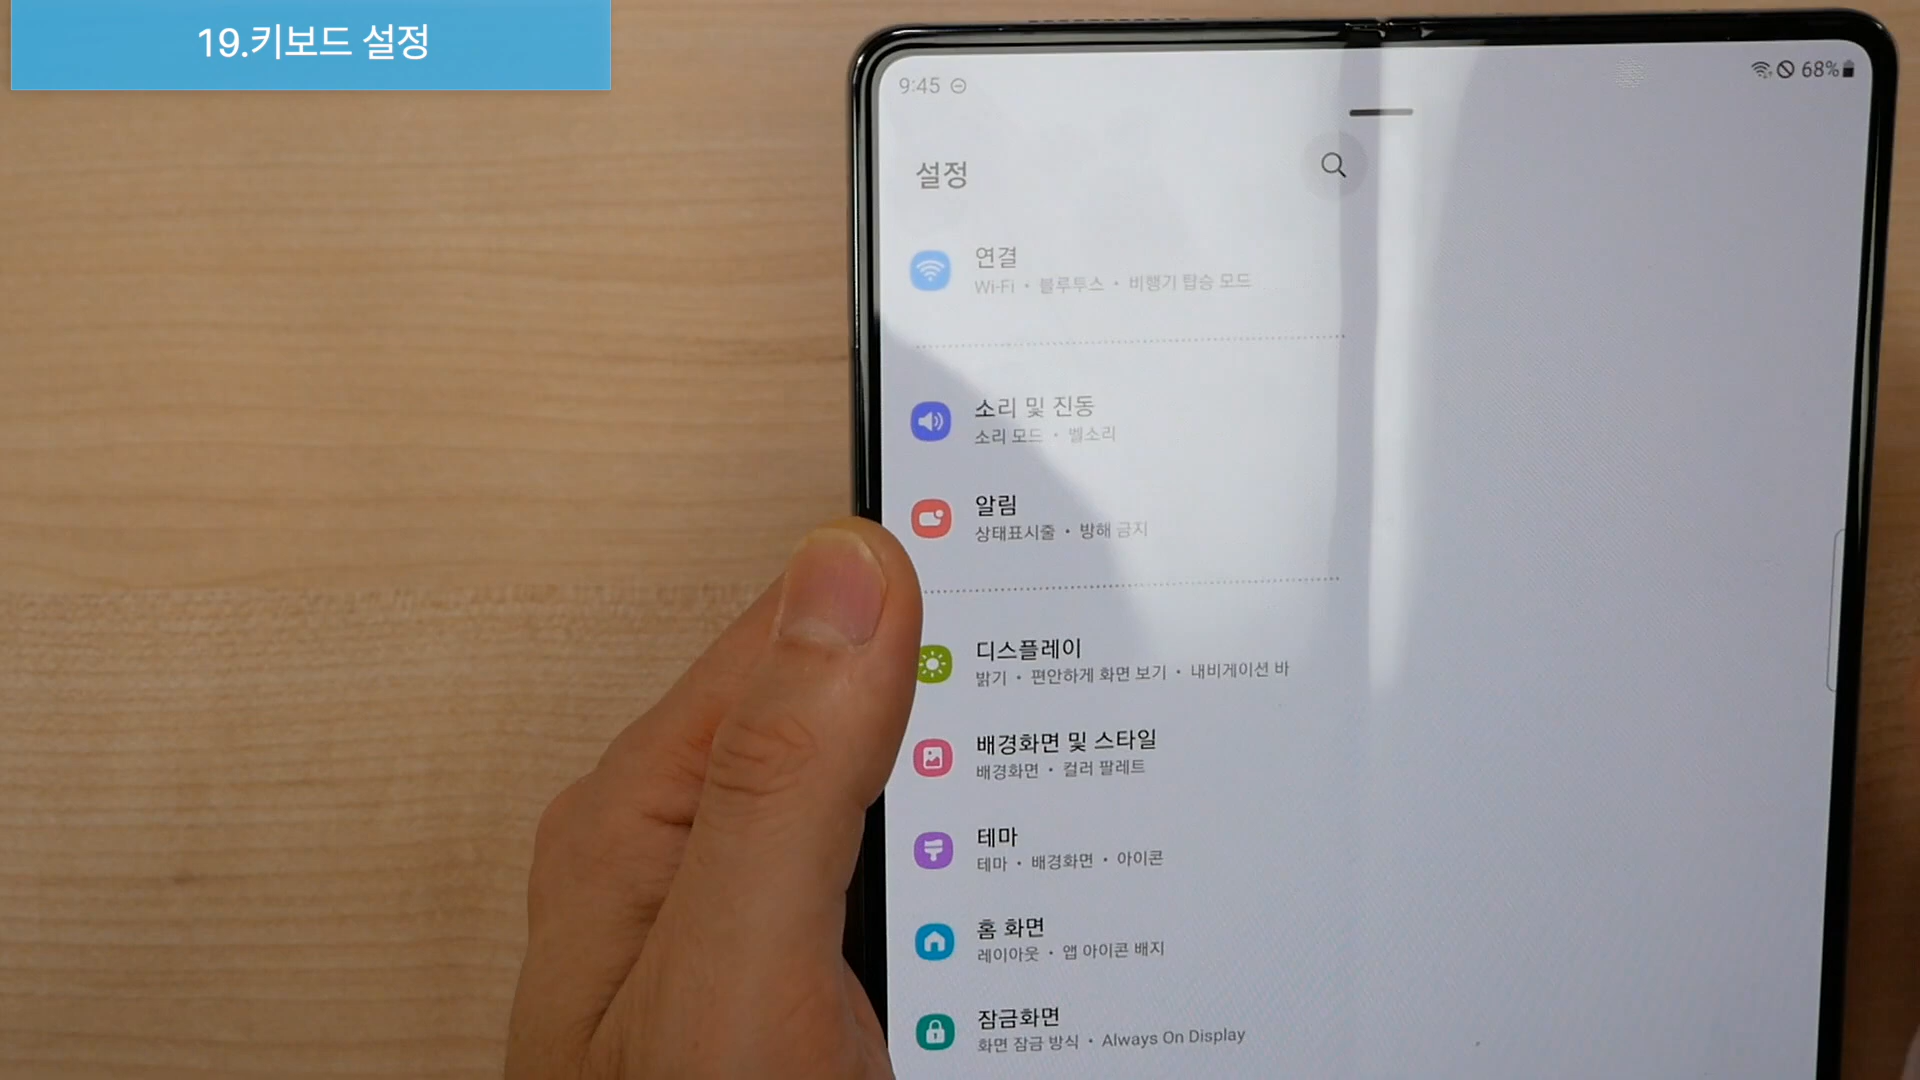 19.키보드 설정
9:45
68%
설정
연결
Wi-Fi • 블루투스 • 비행기 탑승 모드
소리 및 진동
소리 모드 • 벨소리
알림
상태표시줄 • 방해 금지
디스플레이
밝기 • 편안하게 화면 보기 • 내비게이션 바
배경화면 및 스타일
배경화면 • 컬러 팔레트
테마
테마 • 배경화면 • 아이콘
홈 화면
레이아웃 • 앱 아이콘 배지
잠금화면
화면 잠금 방식 • Always On Display